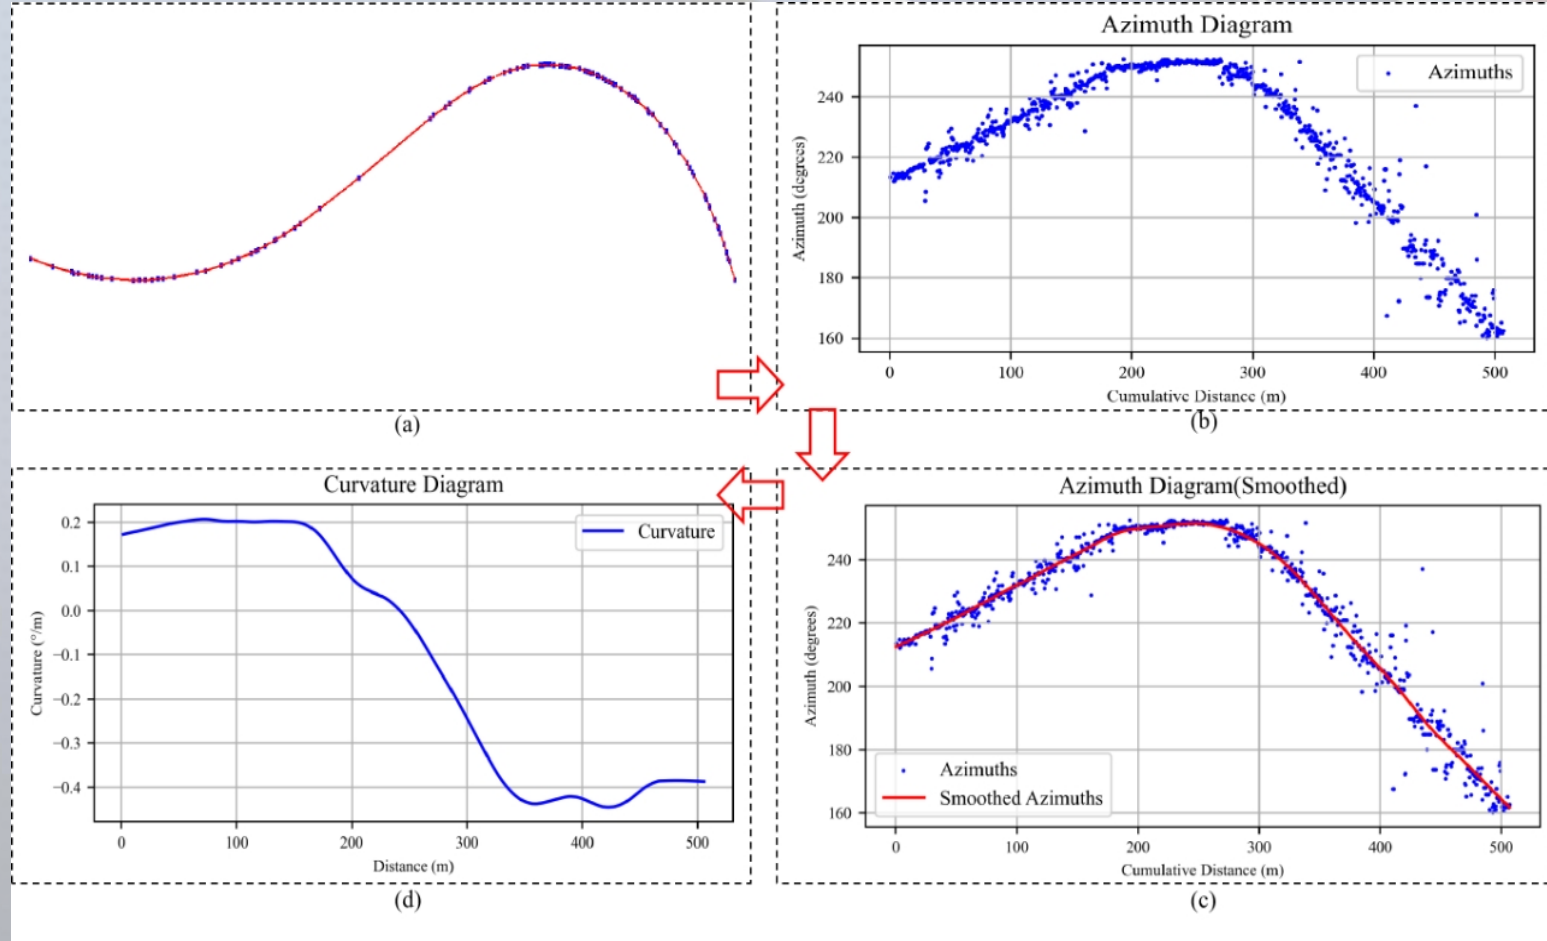 Azimuth Diagram
Azimuths
Azimuth (degrees)
240
220
200
180
160
0 100 200 300 400 500
Cumulative Distance (m)
(a)
(b)
Curvature Diagram
Curvature
Curvature (°/m)
0.2
0.1
0.0
−0.1
−0.2
−0.3
−0.4
0 100 200 300 400 500
Distance (m)
(d)
Azimuth Diagram(Smoothed)
Azimuth (degrees)
240
220
200
180
160
Azimuths
Smoothed Azimuths
0 100 200 300 400 500
Cumulative Distance (m)
(c)